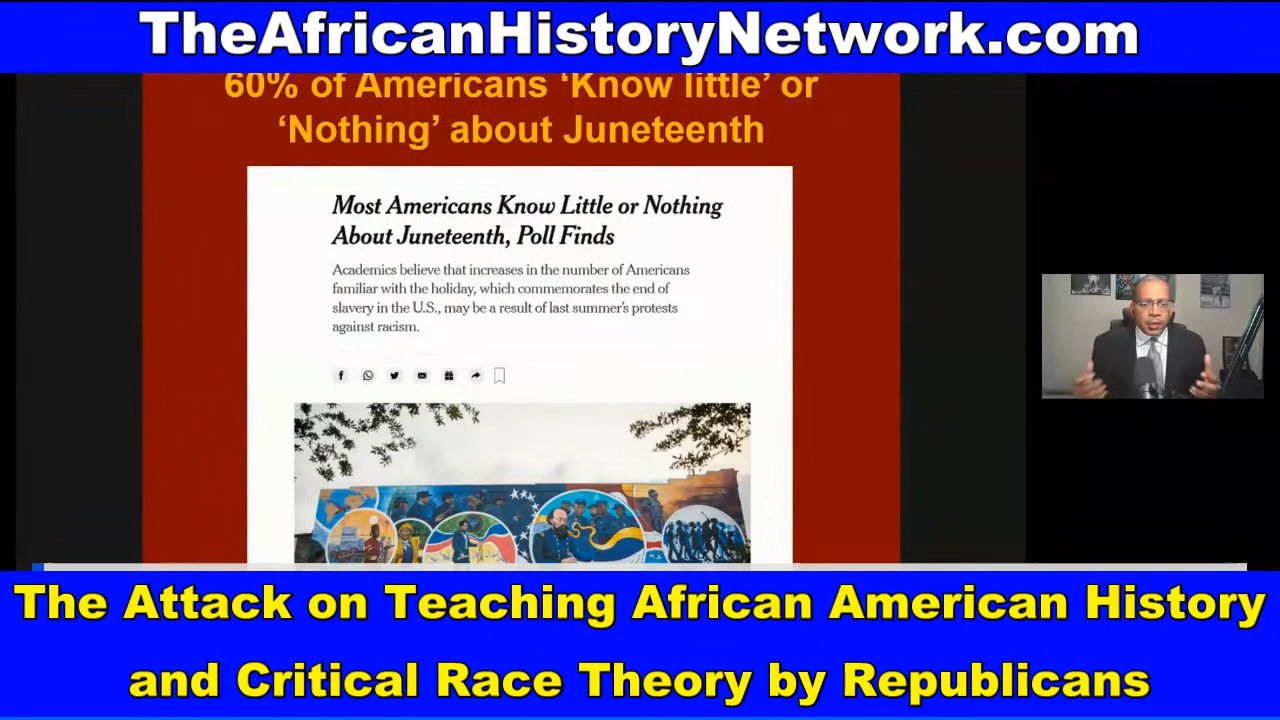 TheAfricanHistoryNetwork.com
60% of Americans ‘Know little’ or
‘Nothing’ about Juneteenth
Most Americans Know Little or Nothing
About Juneteenth, Poll Finds
Academics believe that increases in the number of Americans
familiar with the holiday, which commemorates the end of
slavery in the U.S., may be a result of last summer’s protests
against racism.
The Attack on Teaching African American History
and Critical Race Theory by Republicans